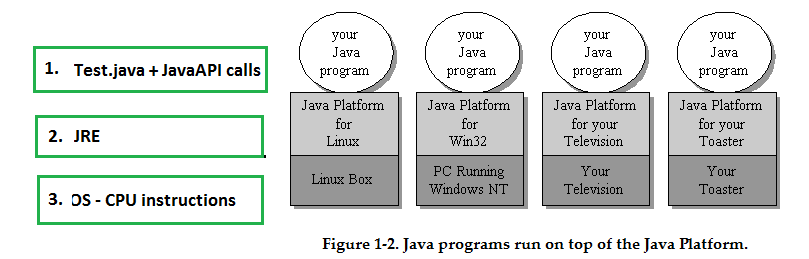 1. Test.java + JavaAPI calls
2. JRE
3. OS - CPU instructions
your
Java
program
your
Java
program
your
Java
program
your
Java
program
Java Platform
for
Linux
Java Platform
for
Win32
Java Platform
for your
Television
Java Platform
for your
Toaster
Linux Box
PC Running
Windows NT
Your
Television
Your
Toaster
Figure 1-2. Java programs run on top of the Java Platform.